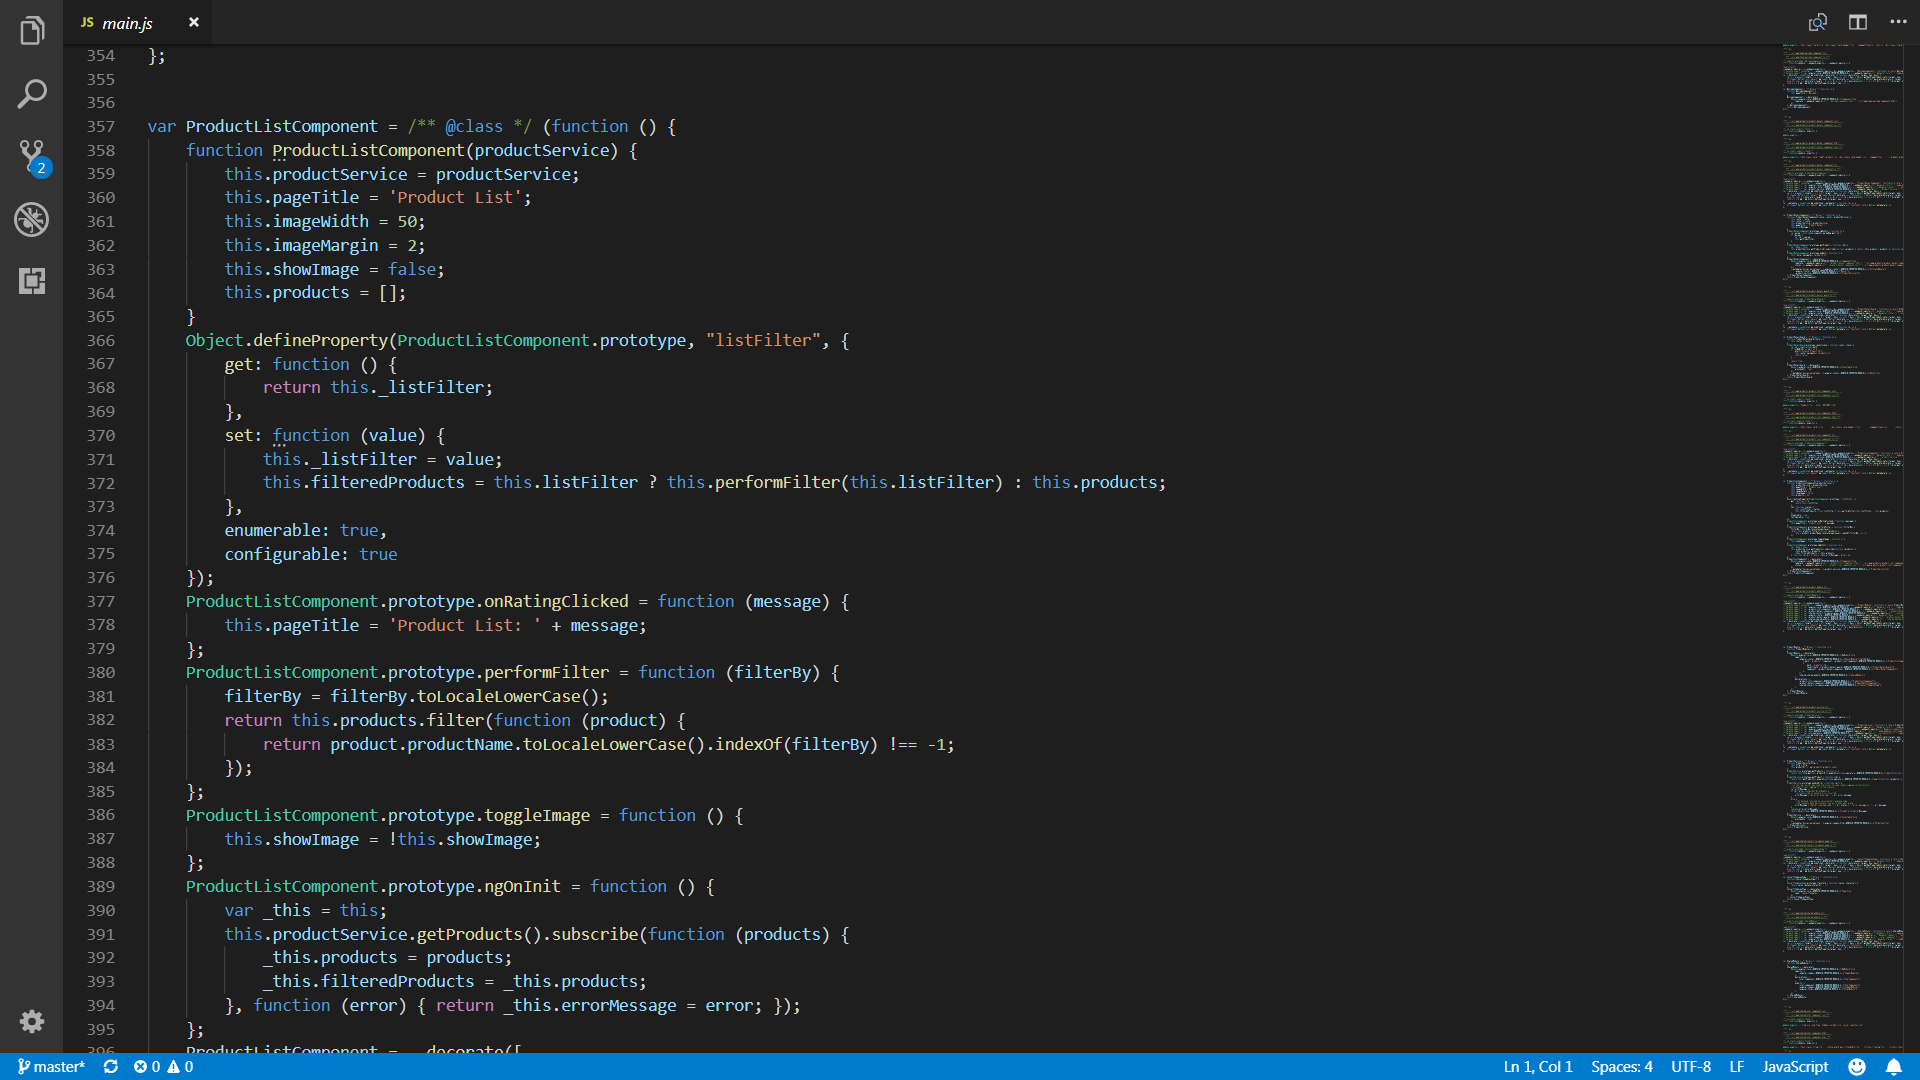 JS main.js
354 };
355
356
357 var ProductListComponent = /** @class */ (function () {
358 function ProductListComponent(productService) {
359 this.productService = productService;
360 this.pageTitle = 'Product List';
361 this.imageWidth = 50;
362 this.imageMargin = 2;
363 this.showImage = false;
364 this.products = [];
365 }
366 Object.defineProperty(ProductListComponent.prototype, "listFilter", {
367 get: function () {
368 return this._listFilter;
369 },
370 set: function (value) {
371 this._listFilter = value;
372 this.filteredProducts = this.listFilter ? this.performFilter(this.listFilter) : this.products;
373 },
374 enumerable: true,
375 configurable: true
376 });
377 ProductListComponent.prototype.onRatingClicked = function (message) {
378 this.pageTitle = 'Product List: ' + message;
379 };
380 ProductListComponent.prototype.performFilter = function (filterBy) {
381 filterBy = filterBy.toLocaleLowerCase();
382 return this.products.filter(function (product) {
383 return product.productName.toLocaleLowerCase().indexOf(filterBy) !== -1;
384 });
385 };
386 ProductListComponent.prototype.toggleImage = function () {
387 this.showImage = !this.showImage;
388 };
389 ProductListComponent.prototype.ngOnInit = function () {
390 var _this = this;
391 this.productService.getProducts().subscribe(function (products) {
392 _this.products = products;
393 _this.filteredProducts = _this.products;
394 }, function (error) { return _this.errorMessage = error; });
395 };
396 ProductListComponent = __decorate([
2
master* 0 0 Ln 1, Col 1 Spaces: 4 UTF-8 LF JavaScript